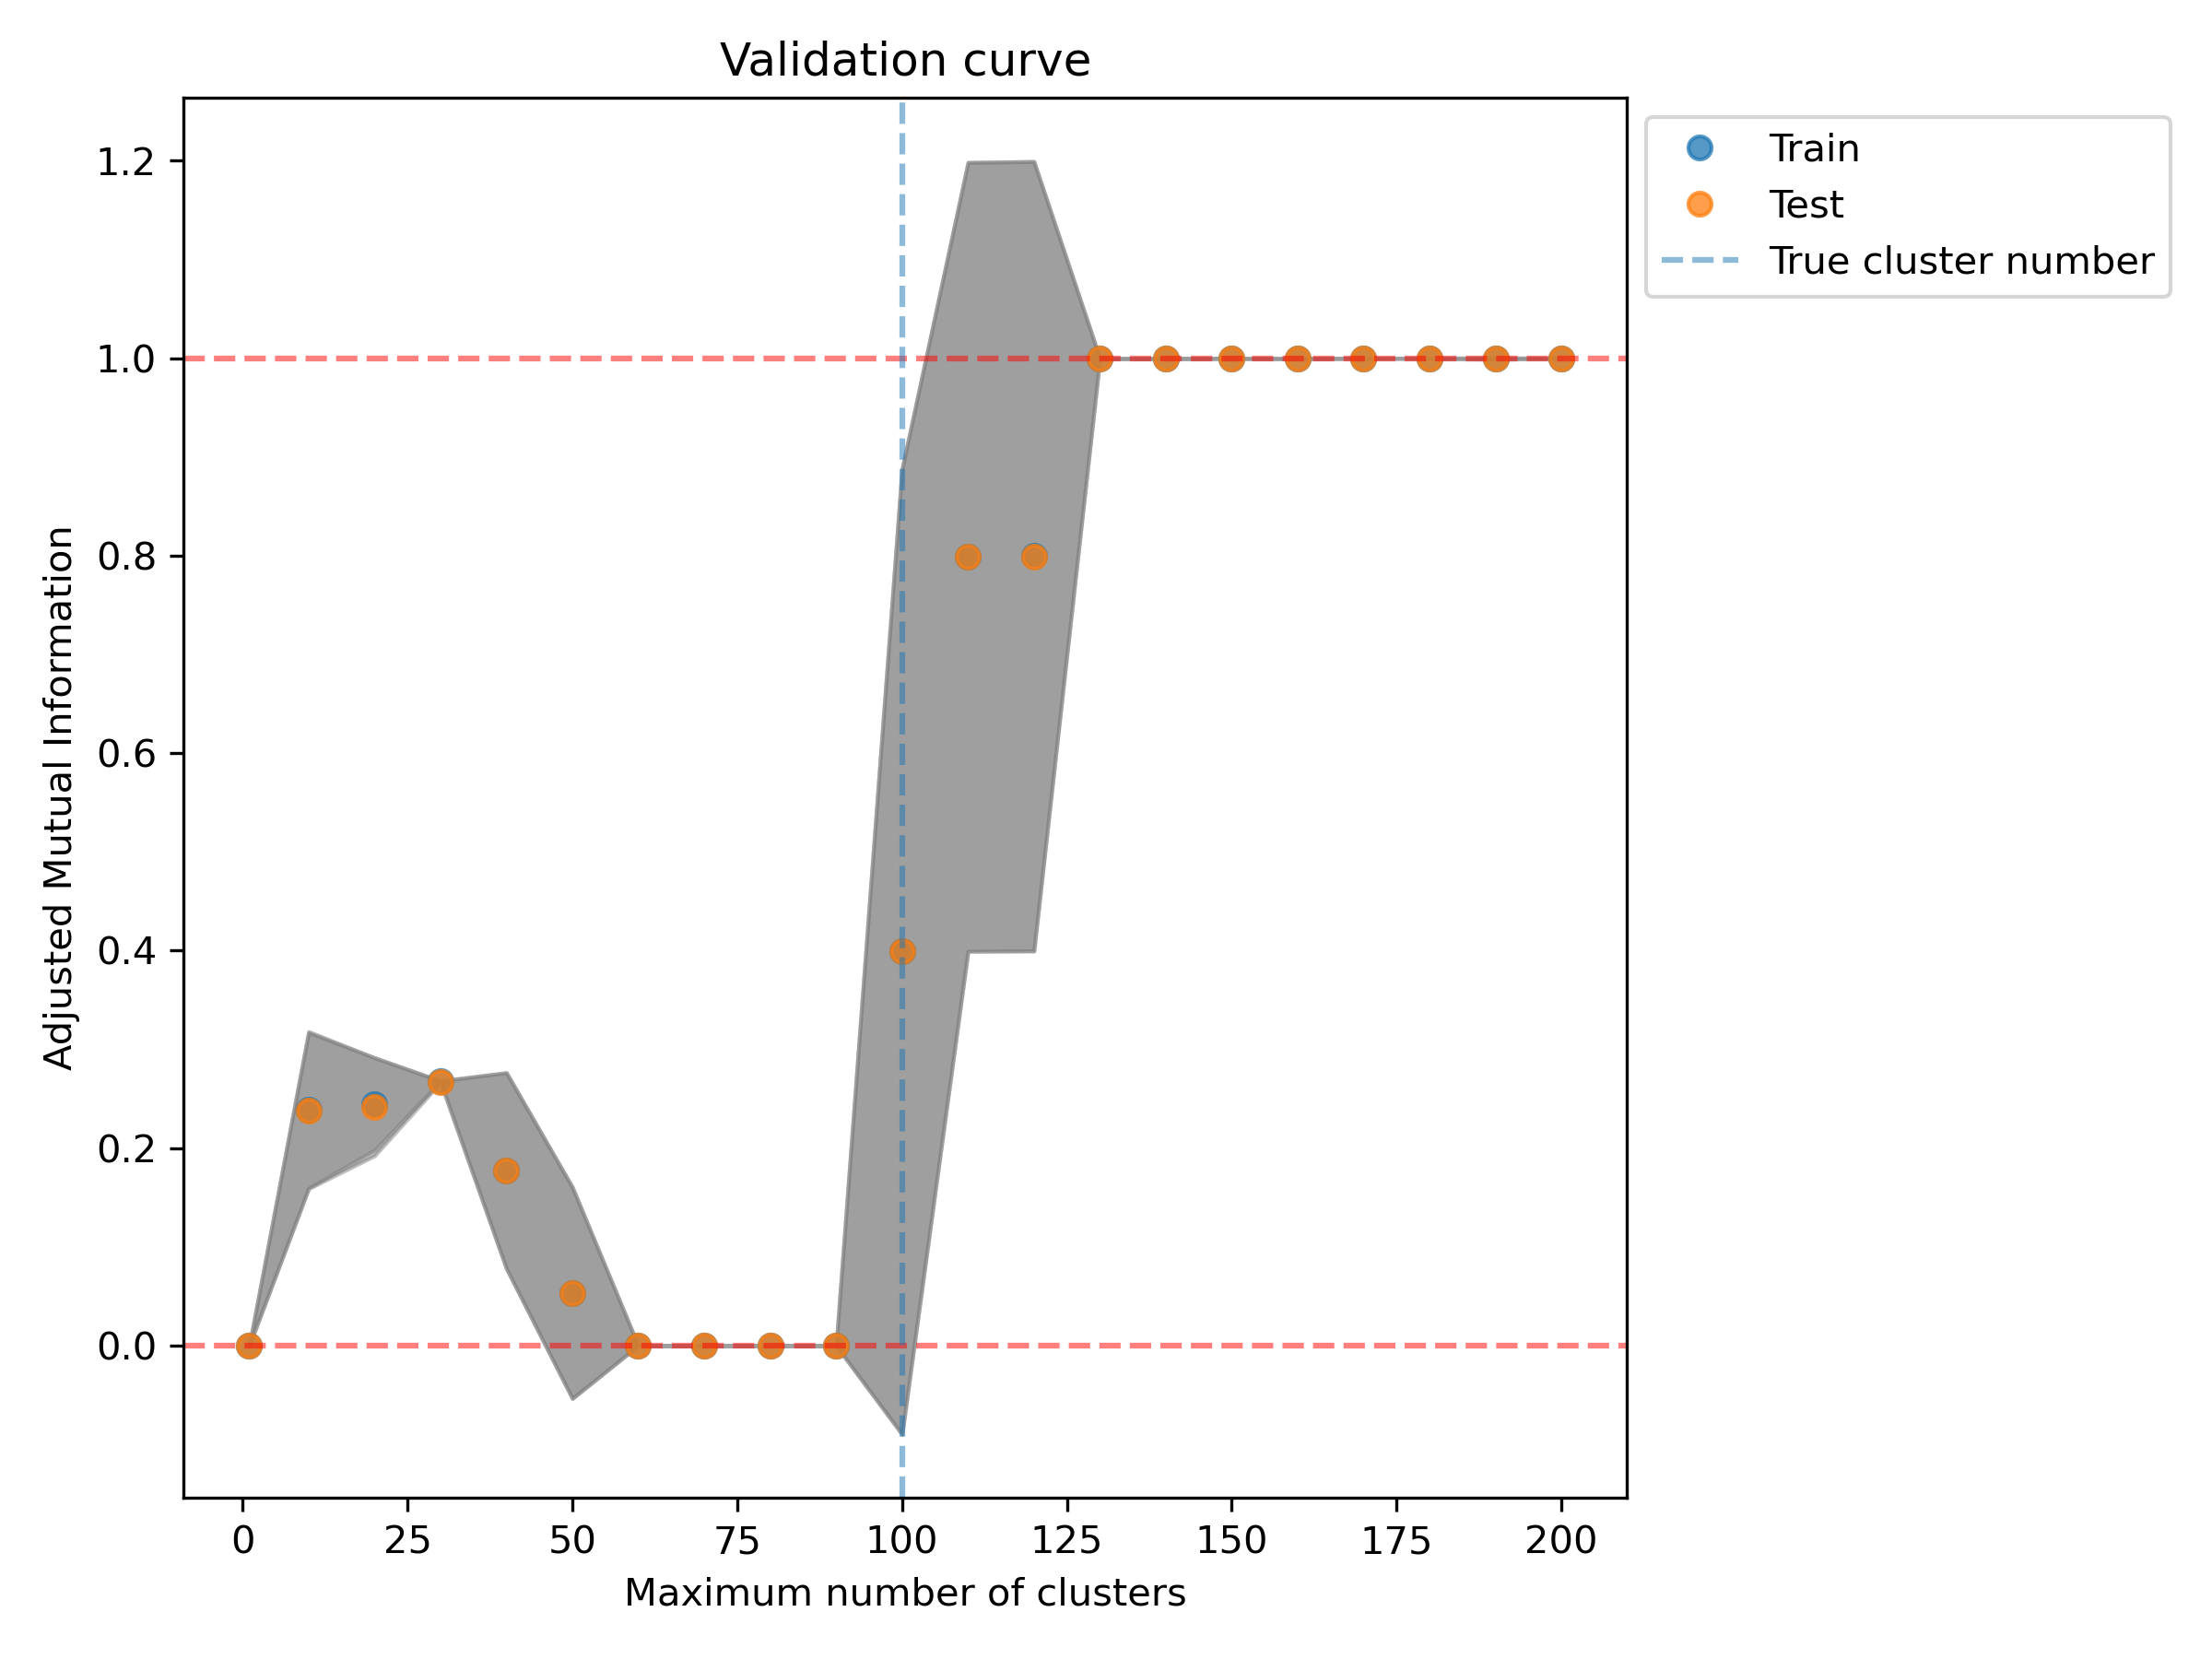 Validation curve
Train
Test
True cluster number
1.2
1.0
0.8
0.6
0.4
0.2
0.0
Adjusted Mutual Information
0 25 50 75 100 125 150 175 200
Maximum number of clusters